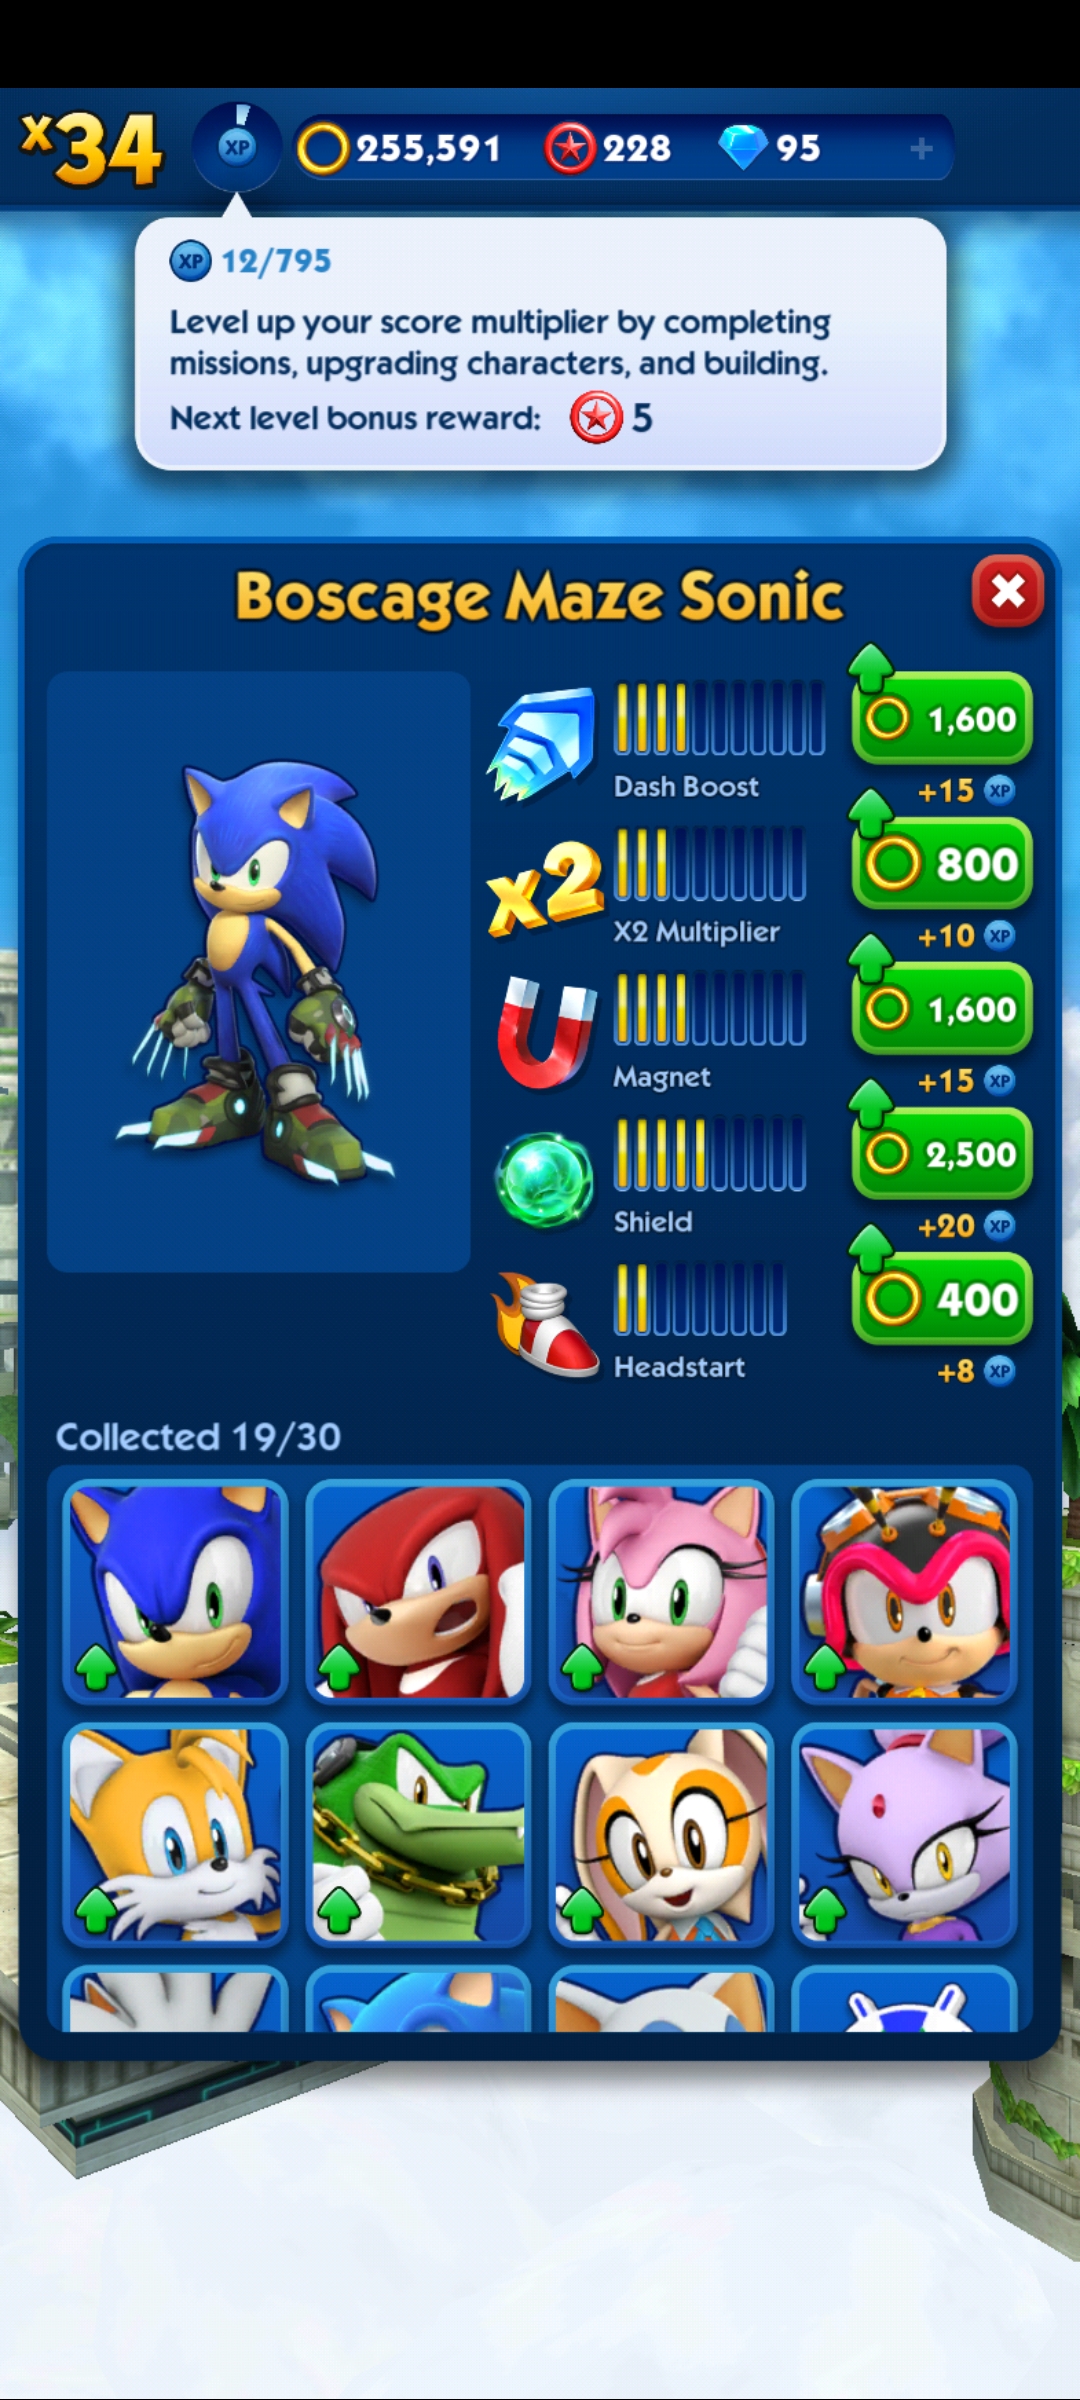 x34
XP
255,591
228
95
+
XP 12/795
Level up your score multiplier by completing
missions, upgrading characters, and building.
Next level bonus reward: 5
Boscage Maze Sonic
1,600
Dash Boost
+15 XP
x2
800
X2 Multiplier
+10 XP
1,600
Magnet
+15 XP
2,500
Shield
+20 XP
400
Headstart
+8 XP
Collected 19/30